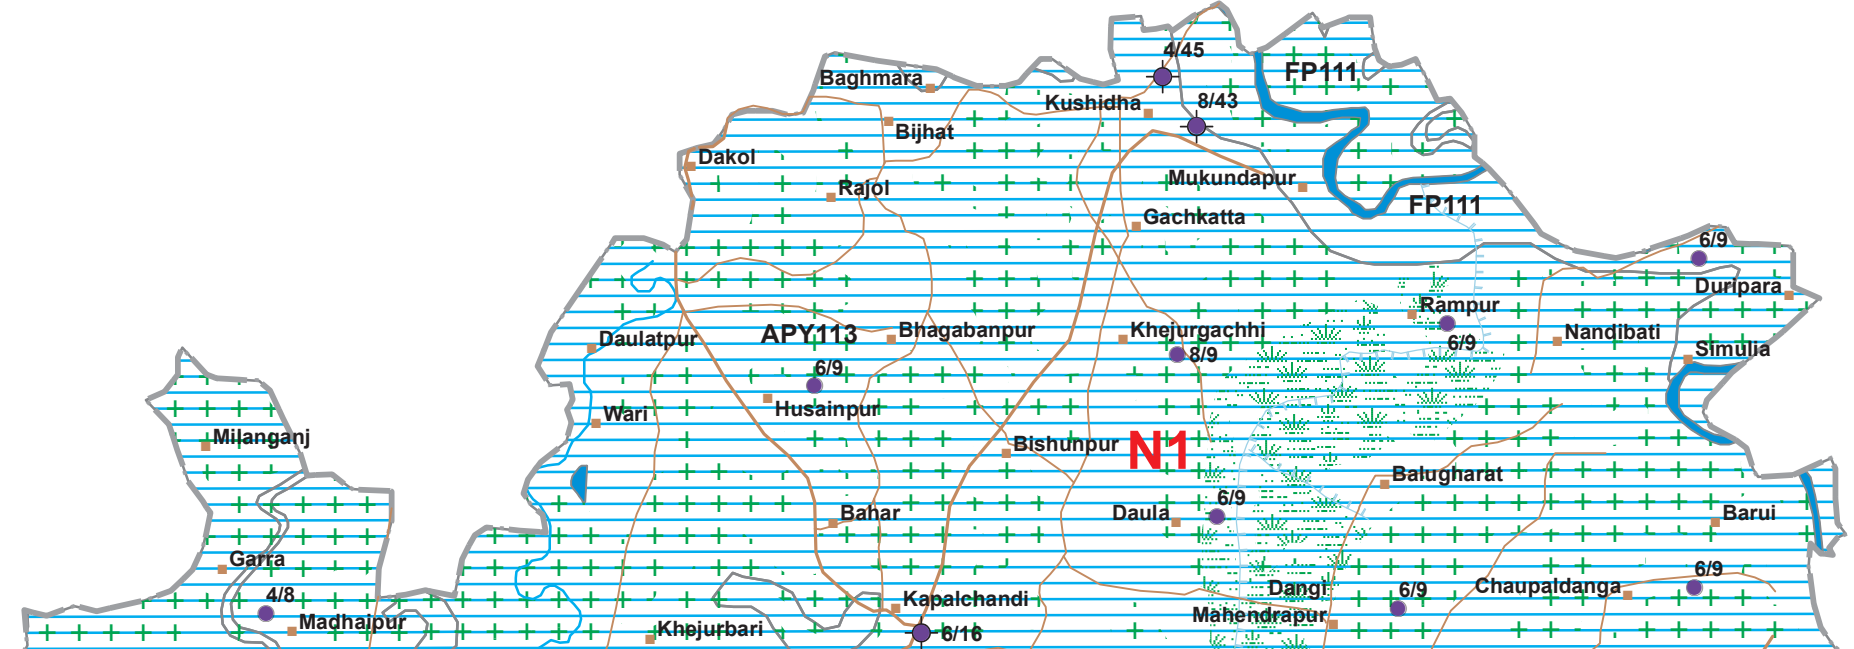 4/45
FP111
Baghmara
8/43
Kushidha
Bijhat
Dakol
Mukundapur
Rajol
FP111
Gachkatta
6/9
Duripara
Rampur
APY113
Bhagabanpur
Khejurgachhi
Nandibati
Daulatpur
6/9
Simulia
8/9
6/9
Husainpur
Wari
Milanganj
Bishunpur
N1
Balugharat
6/9
Bahar
Daula
Barui
Garra
6/9
Dangi
6/9
Chaupaldanga
4/8
Kapalchandi
Mahendrapur
Madhaipur
Khejurbari
6/16